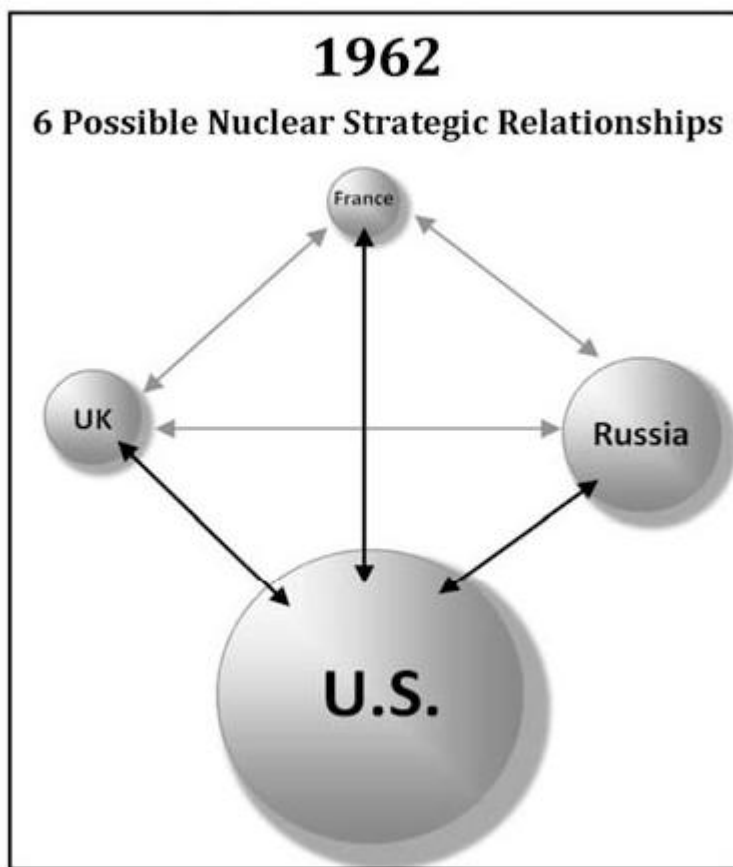 1962
6 Possible Nuclear Strategic Relationships
France
UK
Russia
U.S.